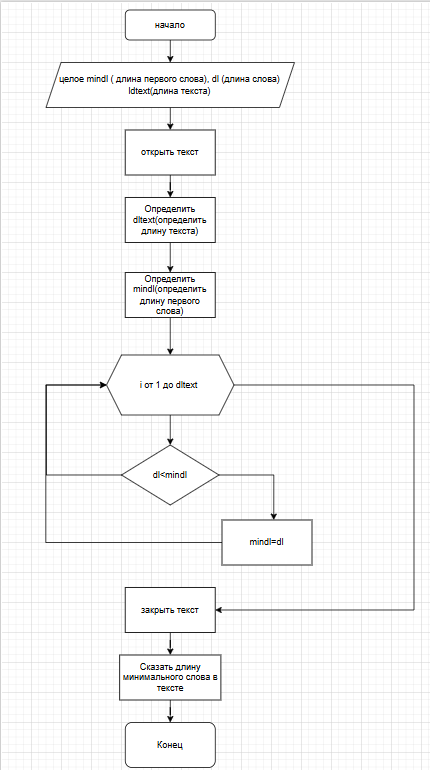 начало
целое mindl ( длина первого слова), dl (длина слова)
ldtext(длина текста)
открыть текст
Определить
dltext(определить
длину текста)
Определить
mindl(определить
длину первого
слова)
i от 1 до dltext
dl<mindl
mindl=dl
закрыть текст
Сказать длину
минимального слова в
тексте
Конец